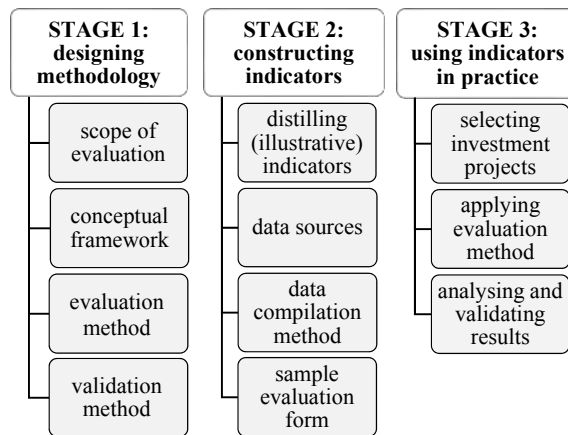 STAGE 1:
designing
methodology
scope of
evaluation
conceptual
framework
evaluation
method
validation
method
STAGE 2:
constructing
indicators
distilling
(illustrative)
indicators
data sources
data
compilation
method
sample
evaluation
form
STAGE 3:
using indicators
in practice
selecting
investment
projects
applying
evaluation
method
analysing and
validating
results